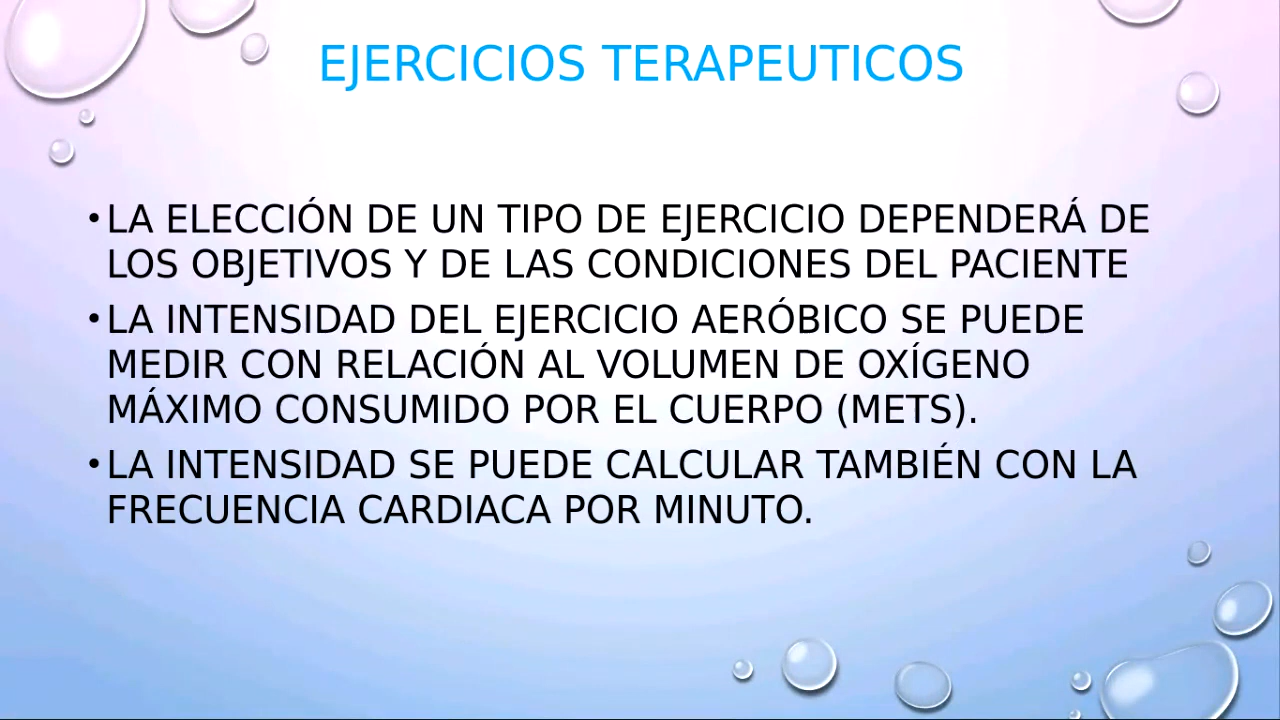 EJERCICIOS TERAPEUTICOS
• LA ELECCIÓN DE UN TIPO DE EJERCICIO DEPENDERÁ DE
LOS OBJETIVOS Y DE LAS CONDICIONES DEL PACIENTE
• LA INTENSIDAD DEL EJERCICIO AERÓBICO SE PUEDE
MEDIR CON RELACIÓN AL VOLUMEN DE OXÍGENO
MÁXIMO CONSUMIDO POR EL CUERPO (METS).
• LA INTENSIDAD SE PUEDE CALCULAR TAMBIÉN CON LA
FRECUENCIA CARDIACA POR MINUTO.